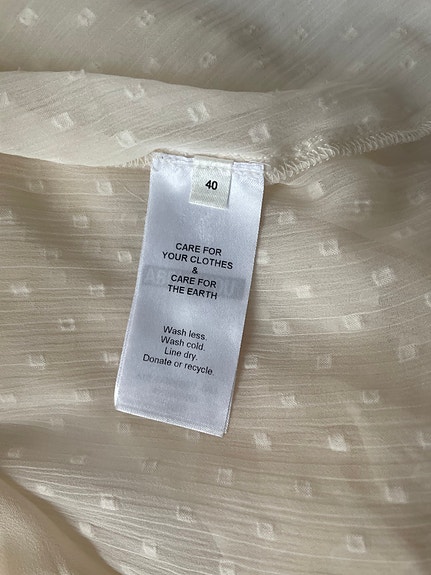 40
CARE FOR
YOUR CLOTHES
&
CARE FOR
THE EARTH
Wash less.
Wash cold.
Line dry.
Donate or recycle.